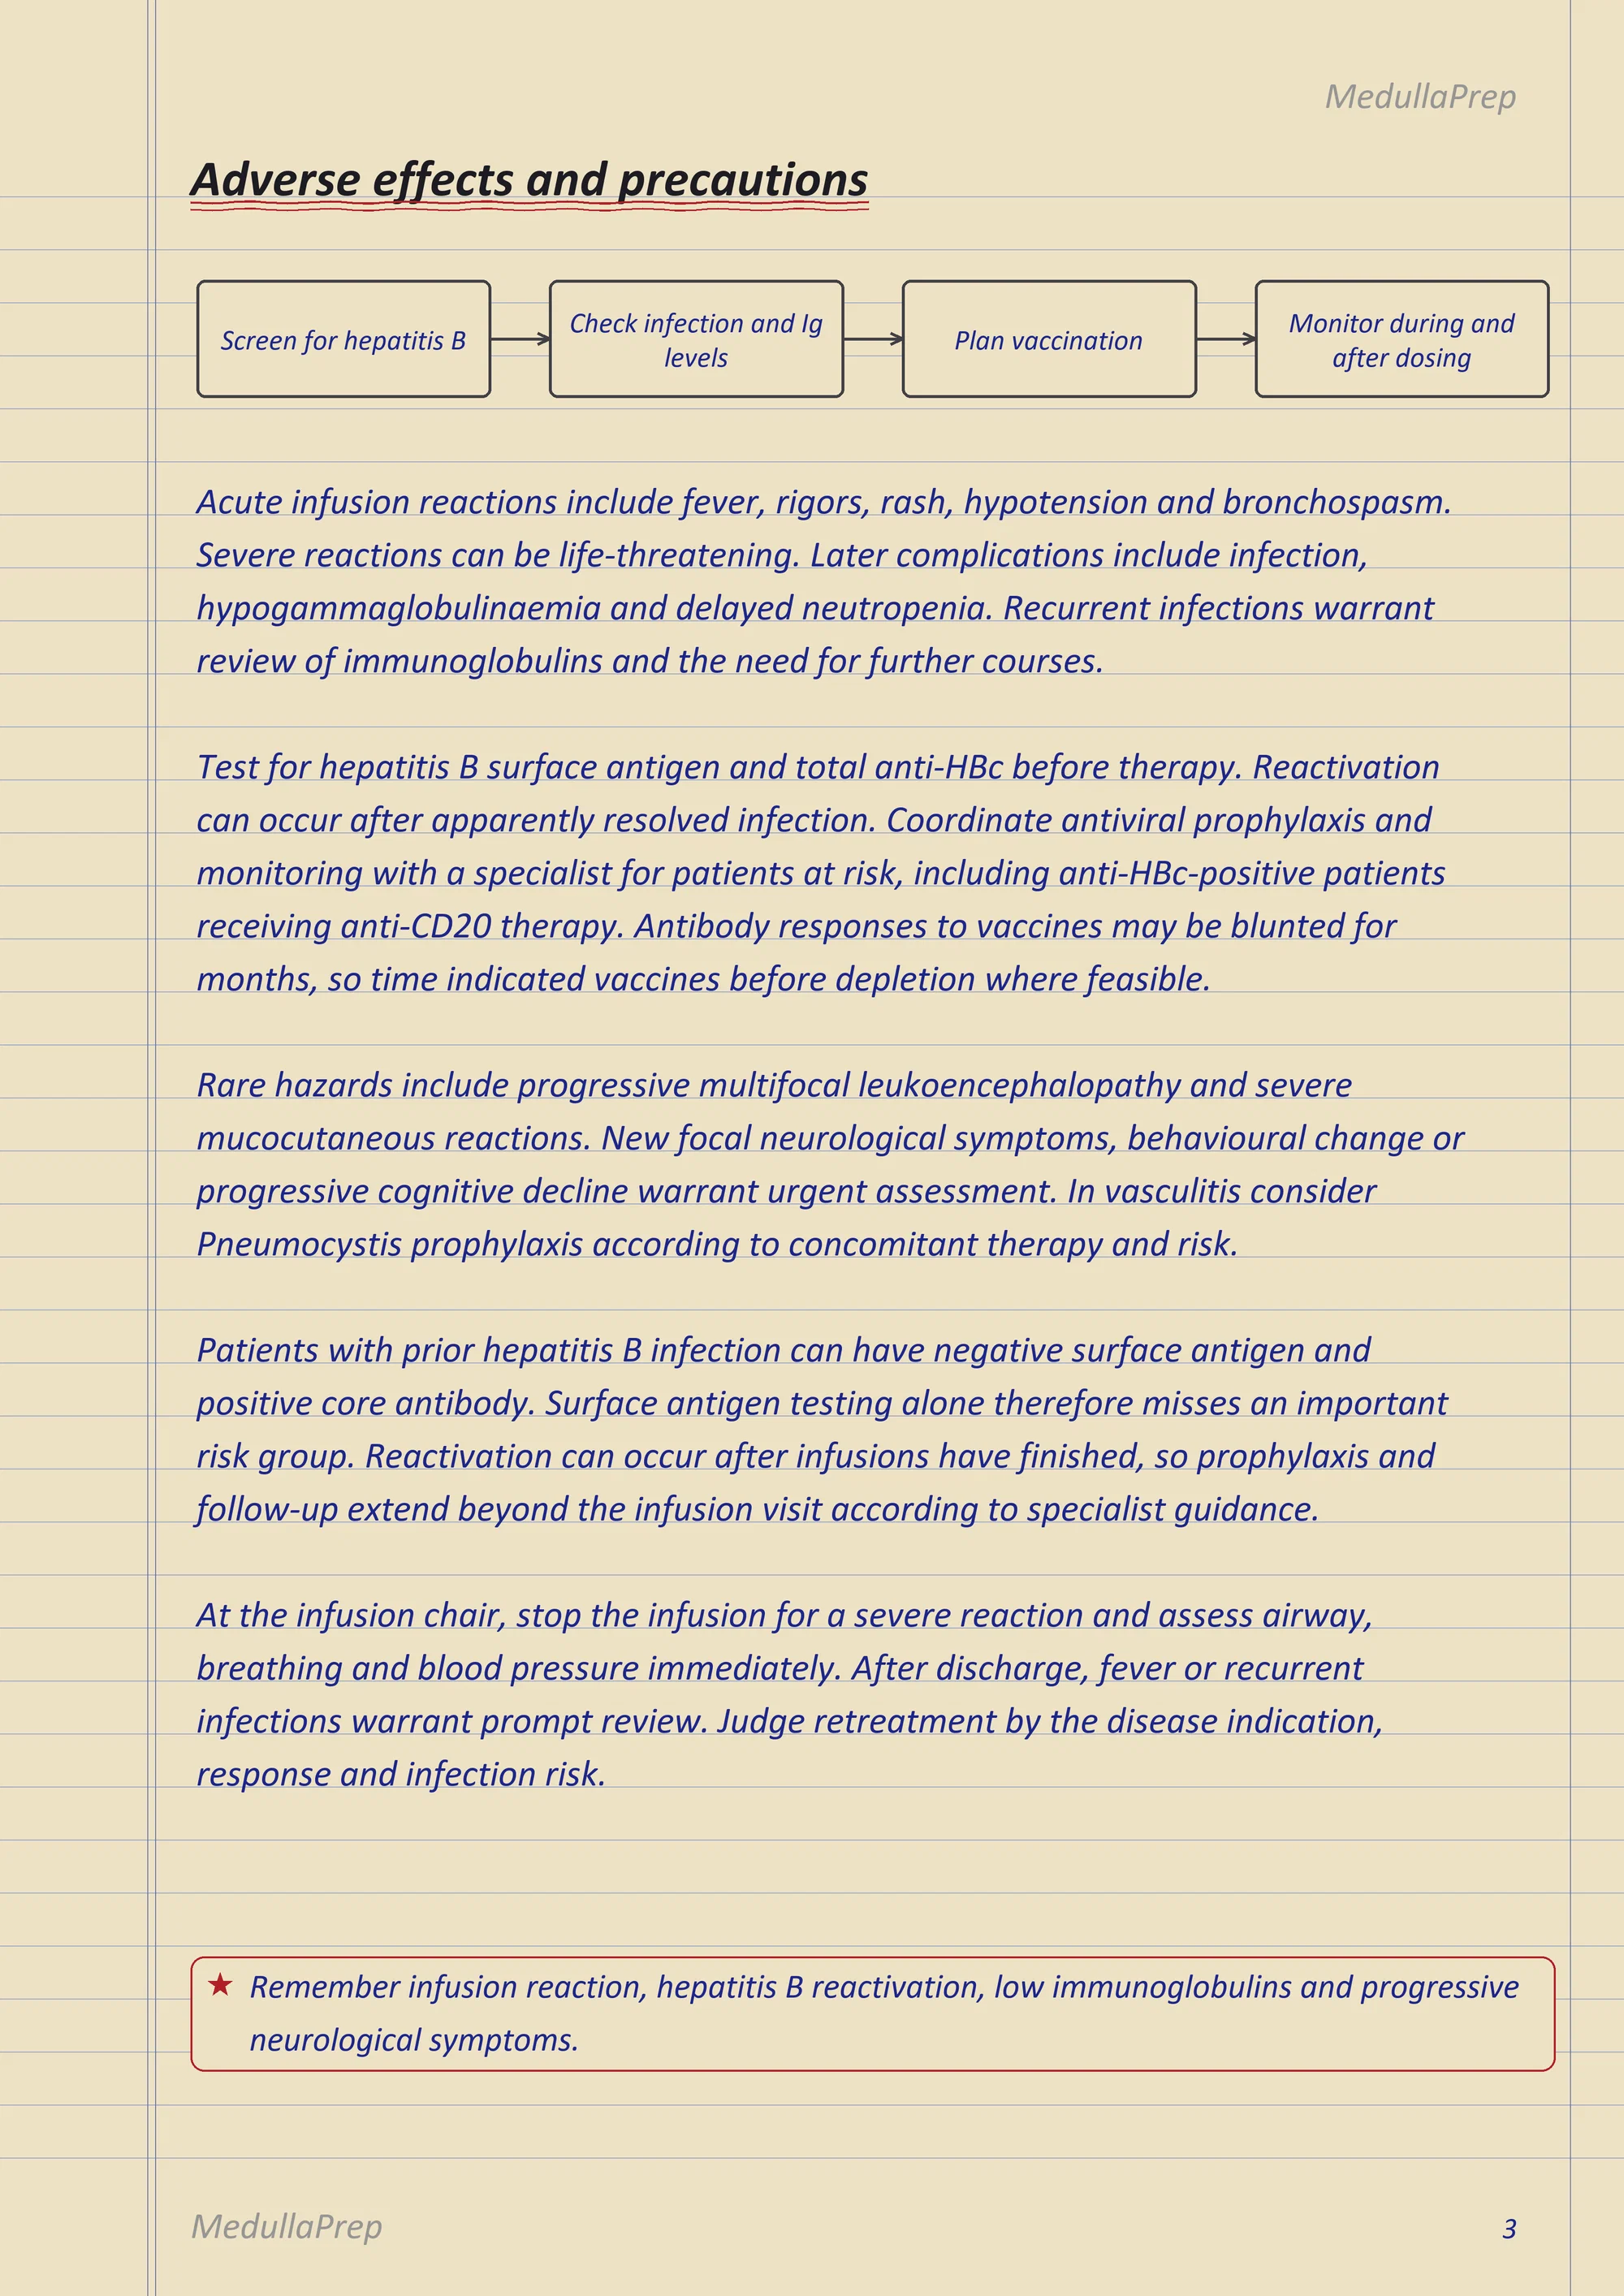 MedullaPrep
Adverse effects and precautions
Screen for hepatitis B
Check infection and Ig
levels
Plan vaccination
Monitor during and
after dosing
Acute infusion reactions include fever, rigors, rash, hypotension and bronchospasm.
Severe reactions can be life-threatening. Later complications include infection,
hypogammaglobulinaemia and delayed neutropenia. Recurrent infections warrant
review of immunoglobulins and the need for further courses.
Test for hepatitis B surface antigen and total anti-HBc before therapy. Reactivation
can occur after apparently resolved infection. Coordinate antiviral prophylaxis and
monitoring with a specialist for patients at risk, including anti-HBc-positive patients
receiving anti-CD20 therapy. Antibody responses to vaccines may be blunted for
months, so time indicated vaccines before depletion where feasible.
Rare hazards include progressive multifocal leukoencephalopathy and severe
mucocutaneous reactions. New focal neurological symptoms, behavioural change or
progressive cognitive decline warrant urgent assessment. In vasculitis consider
Pneumocystis prophylaxis according to concomitant therapy and risk.
Patients with prior hepatitis B infection can have negative surface antigen and
positive core antibody. Surface antigen testing alone therefore misses an important
risk group. Reactivation can occur after infusions have finished, so prophylaxis and
follow-up extend beyond the infusion visit according to specialist guidance.
At the infusion chair, stop the infusion for a severe reaction and assess airway,
breathing and blood pressure immediately. After discharge, fever or recurrent
infections warrant prompt review. Judge retreatment by the disease indication,
response and infection risk.
★ Remember infusion reaction, hepatitis B reactivation, low immunoglobulins and progressive
neurological symptoms.
MedullaPrep
3